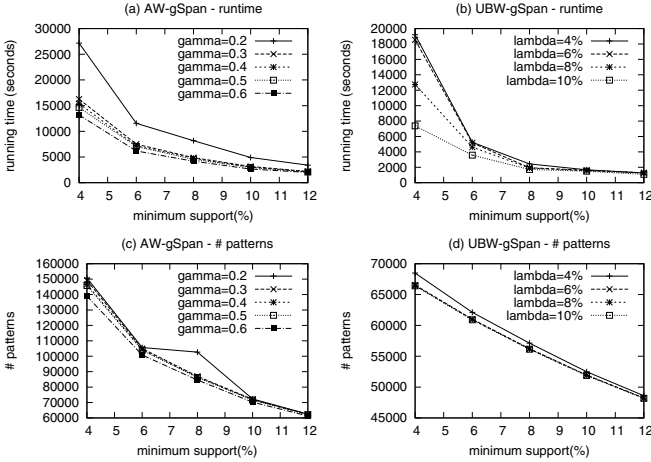 (a) AW-gSpan - runtime
running time (seconds)
30000
25000
20000
15000
10000
5000
0
gamma=0.2
gamma=0.3
gamma=0.4
gamma=0.5
gamma=0.6
4 5 6 7 8 9 10 11 12
minimum support(%)
(b) UBW-gSpan - runtime
running time (seconds)
20000
18000
16000
14000
12000
10000
8000
6000
4000
2000
0
lambda=4%
lambda=6%
lambda=8%
lambda=10%
4 5 6 7 8 9 10 11 12
minimum support(%)
(c) AW-gSpan - # patterns
# patterns
160000
150000
140000
130000
120000
110000
100000
90000
80000
70000
60000
gamma=0.2
gamma=0.3
gamma=0.4
gamma=0.5
gamma=0.6
4 5 6 7 8 9 10 11 12
minimum support(%)
(d) UBW-gSpan - # patterns
# patterns
70000
65000
60000
55000
50000
45000
lambda=4%
lambda=6%
lambda=8%
lambda=10%
4 5 6 7 8 9 10 11 12
minimum support(%)